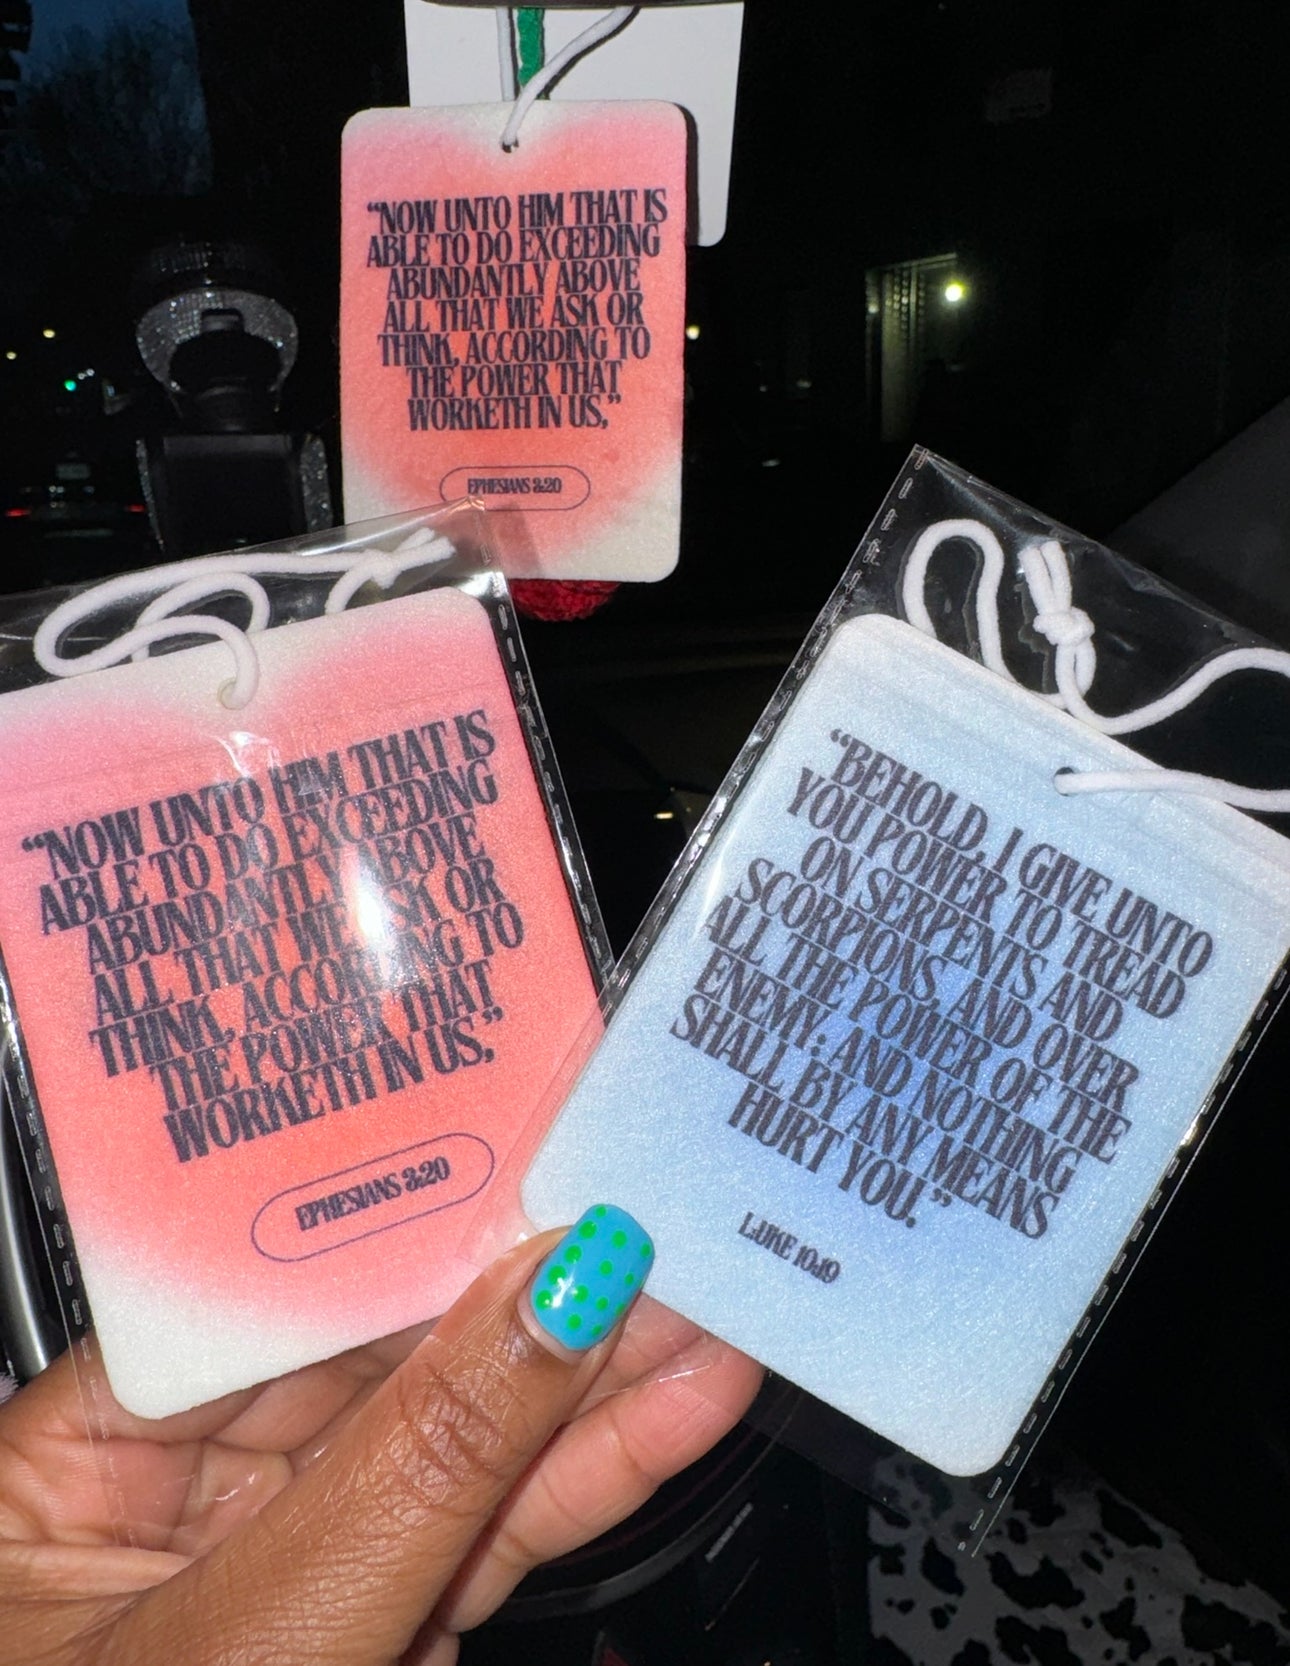 “NOW UNTO HIM THAT IS
ABLE TO DO EXCEEDING
ABUNDANTLY ABOVE
ALL THAT WE ASK OR
THINK, ACCORDING TO
THE POWER THAT
WORKETH IN US,”
EPHESIANS 3:20
“NOW UNTO HIM THAT IS
ABLE TO DO EXCEEDING
ABUNDANTLY ABOVE
ALL THAT WE ASK OR
THINK, ACCORDING TO
THE POWER THAT
WORKETH IN US,”
EPHESIANS 3:20
“BEHOLD, I GIVE UNTO
YOU POWER TO TREAD
ON SERPENTS AND
SCORPIONS, AND OVER
ALL THE POWER OF THE
ENEMY: AND NOTHING
SHALL BY ANY MEANS
HURT YOU.”
LUKE 10:19